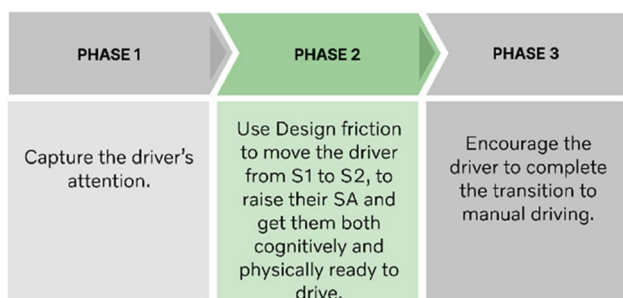 PHASE 1
PHASE 2
PHASE 3
Capture the driver's
attention.
Use Design friction
to move the driver
from S1 to S2, to
raise their SA and
get them both
cognitively and
physically ready to
drive.
Encourage the
driver to complete
the transition to
manual driving.